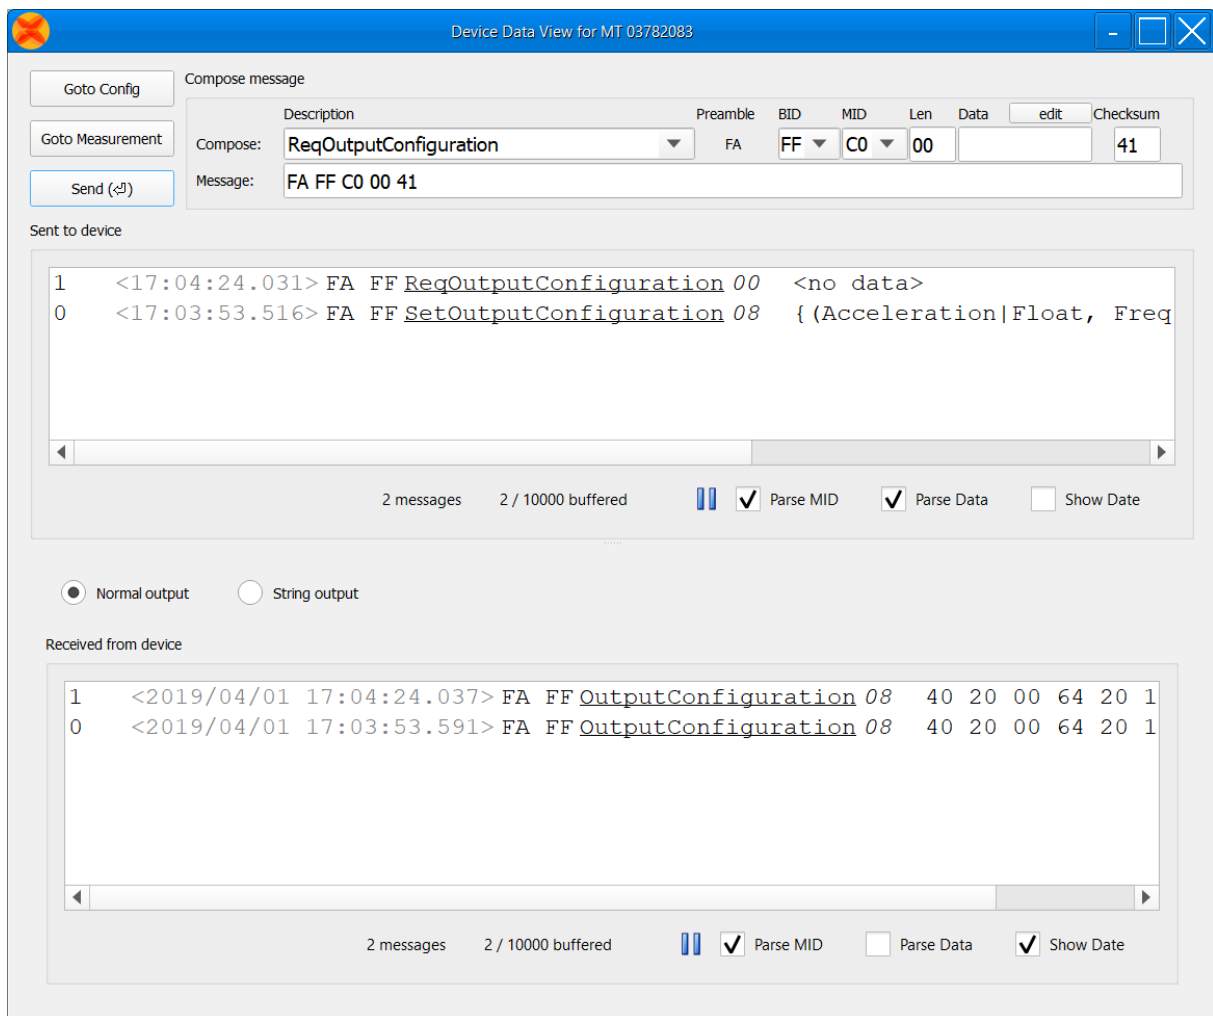 Device Data View for MT 03782083
Goto Config
Goto Measurement
Send (⏎)
Compose message
Description Preamble BID MID Len Data edit Checksum
Compose: ReqOutputConfiguration FA FF C0 00 41
Message: FA FF C0 00 41
Sent to device
1 <17:04:24.031> FA FF ReqOutputConfiguration 00 <no data>
0 <17:03:53.516> FA FF SetOutputConfiguration 08 {(Acceleration|Float, Freq
2 messages 2 / 10000 buffered Parse MID Parse Data Show Date
Normal output String output
Received from device
1 <2019/04/01 17:04:24.037> FA FF OutputConfiguration 08 40 20 00 64 20 1
0 <2019/04/01 17:03:53.591> FA FF OutputConfiguration 08 40 20 00 64 20 1
2 messages 2 / 10000 buffered Parse MID Parse Data Show Date